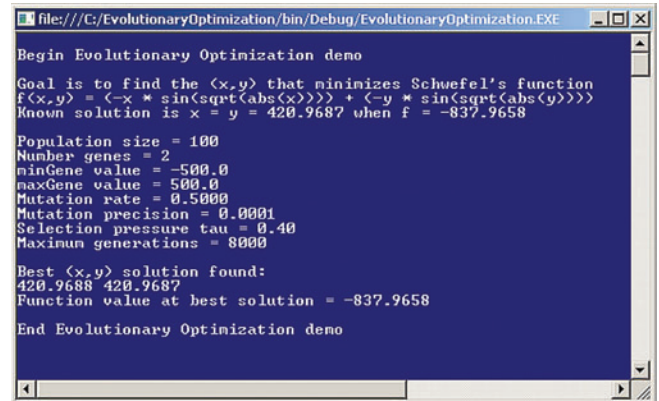 file:///C:/EvolutionaryOptimization/bin/Debug/EvolutionaryOptimization.EXE
Begin Evolutionary Optimization demo
Goal is to find the (x,y) that minimizes Schwefel's function
f(x,y) = (-x * sin(sqrt(abs(x)))) + (-y * sin(sqrt(abs(y))))
Known solution is x = y = 420.9687 when f = -837.9658
Population size = 100
Number genes = 2
minGene value = -500.0
maxGene value = 500.0
Mutation rate = 0.5000
Mutation precision = 0.0001
Selection pressure tau = 0.40
Maximum generations = 8000
Best (x,y) solution found:
420.9688 420.9687
Function value at best solution = -837.9658
End Evolutionary Optimization demo